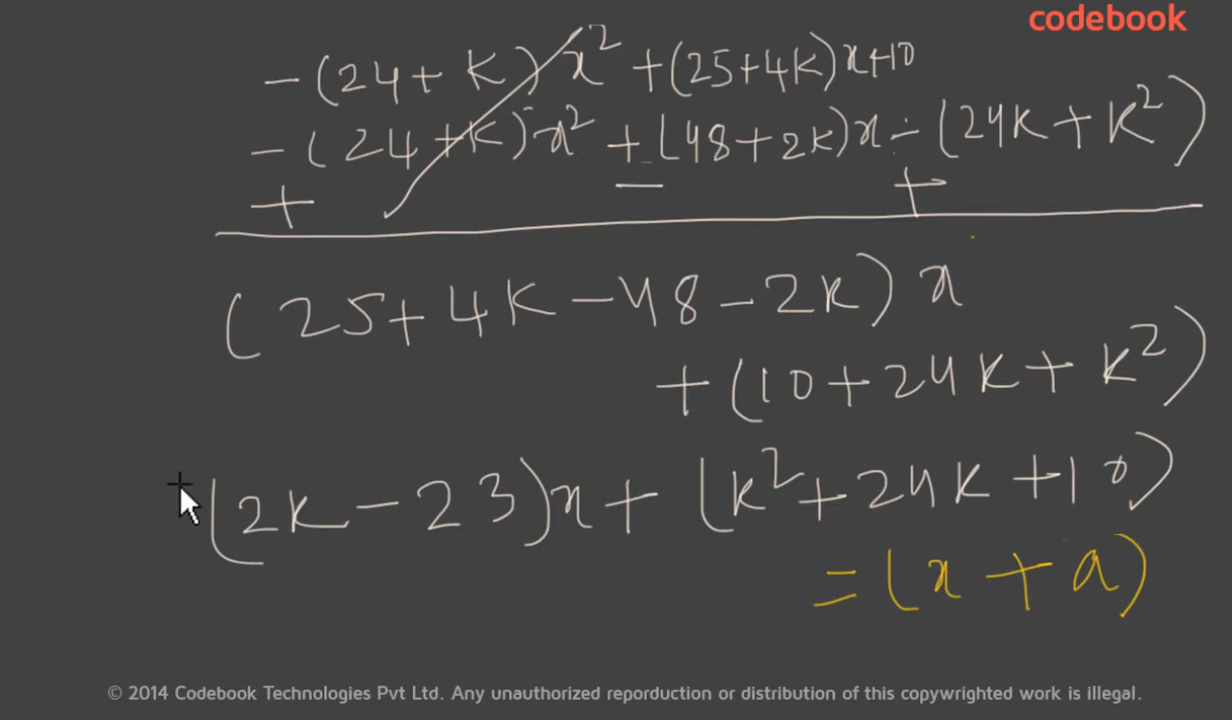 codebook
-(24+K)x²+(25+4K)x+10
-(24+K)x²+(48+2K)x-(24K+K²)
+ - +
(25+4K-48-2K)x
+(10+24K+K²)
(2K-23)x+(K²+24K+10)
=(x+a)
© 2014 Codebook Technologies Pvt Ltd. Any unauthorized reporduction or distribution of this copywrighted work is illegal.